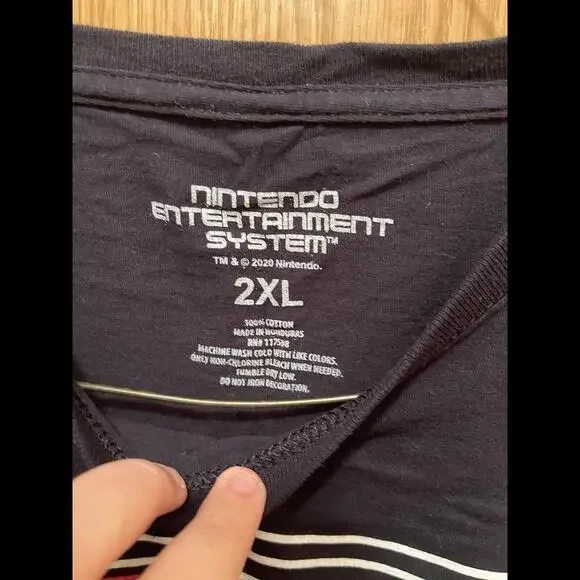 NINTENDO
ENTERTAINMENT
SYSTEM™
TM & © 2020 Nintendo.
2XL
100% COTTON
MADE IN HONDURAS
RN# 117538
MACHINE WASH COLD WITH LIKE COLORS.
ONLY NON-CHLORINE BLEACH WHEN NEEDED.
TUMBLE DRY LOW.
DO NOT IRON DECORATION.